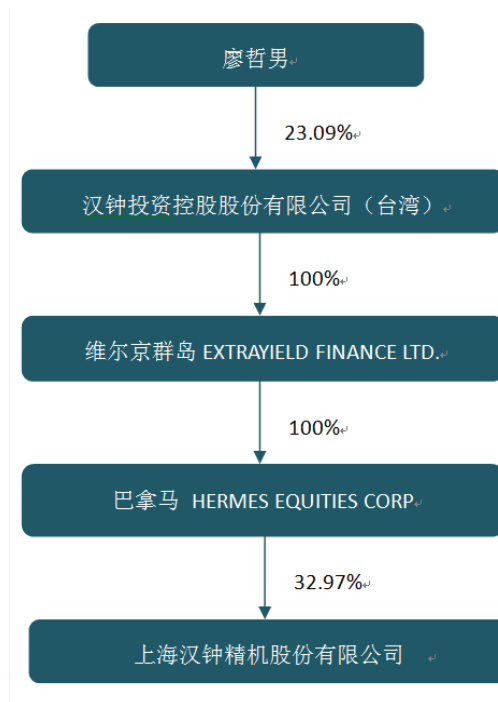 廖哲男
23.09%
汉钟投资控股股份有限公司（台湾）
100%
维尔京群岛 EXTRAYIELD FINANCE LTD.
100%
巴拿马 HERMES EQUITIES CORP
32.97%
上海汉钟精机股份有限公司